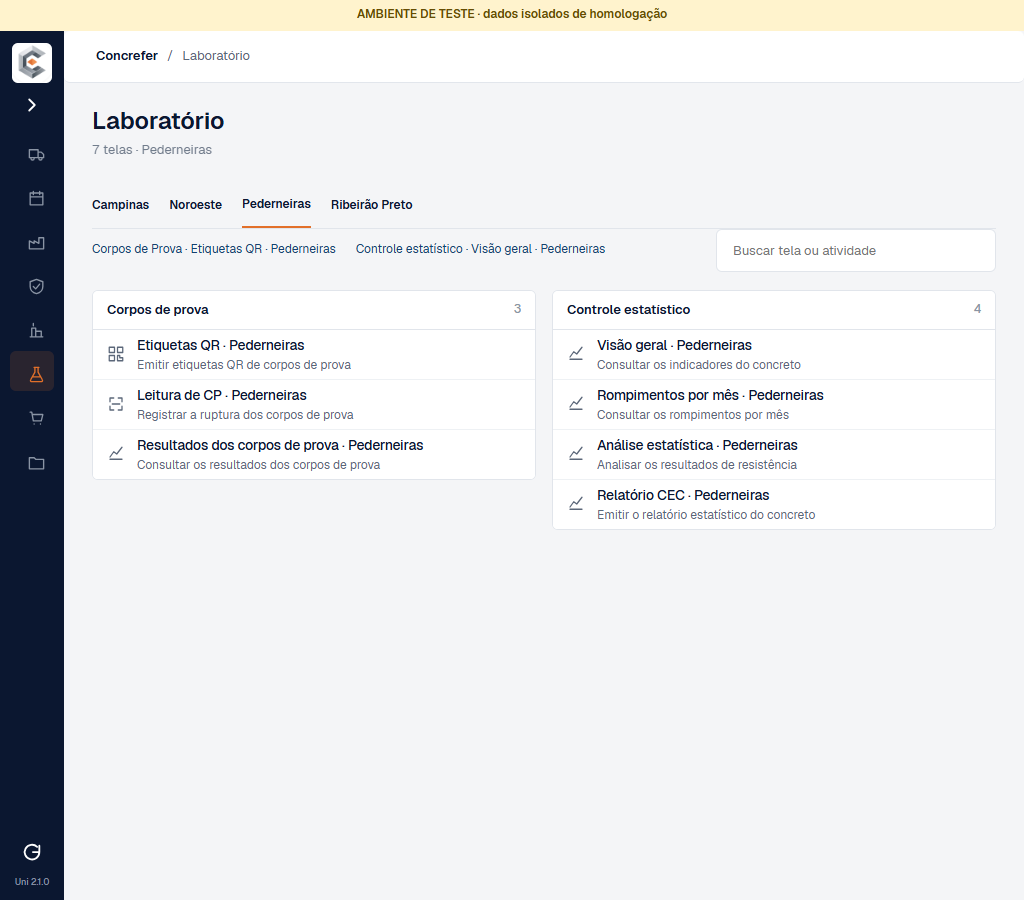 AMBIENTE DE TESTE · dados isolados de homologação
Concrefer / Laboratório
Laboratório
7 telas · Pederneiras
Campinas Noroeste Pederneiras Ribeirão Preto
Corpos de Prova · Etiquetas QR · Pederneiras Controle estatístico · Visão geral · Pederneiras
Buscar tela ou atividade
Corpos de prova 3
Etiquetas QR · Pederneiras
Emitir etiquetas QR de corpos de prova
Leitura de CP · Pederneiras
Registrar a ruptura dos corpos de prova
Resultados dos corpos de prova · Pederneiras
Consultar os resultados dos corpos de prova
Controle estatístico 4
Visão geral · Pederneiras
Consultar os indicadores do concreto
Rompimentos por mês · Pederneiras
Consultar os rompimentos por mês
Análise estatística · Pederneiras
Analisar os resultados de resistência
Relatório CEC · Pederneiras
Emitir o relatório estatístico do concreto
Uni 2.1.0